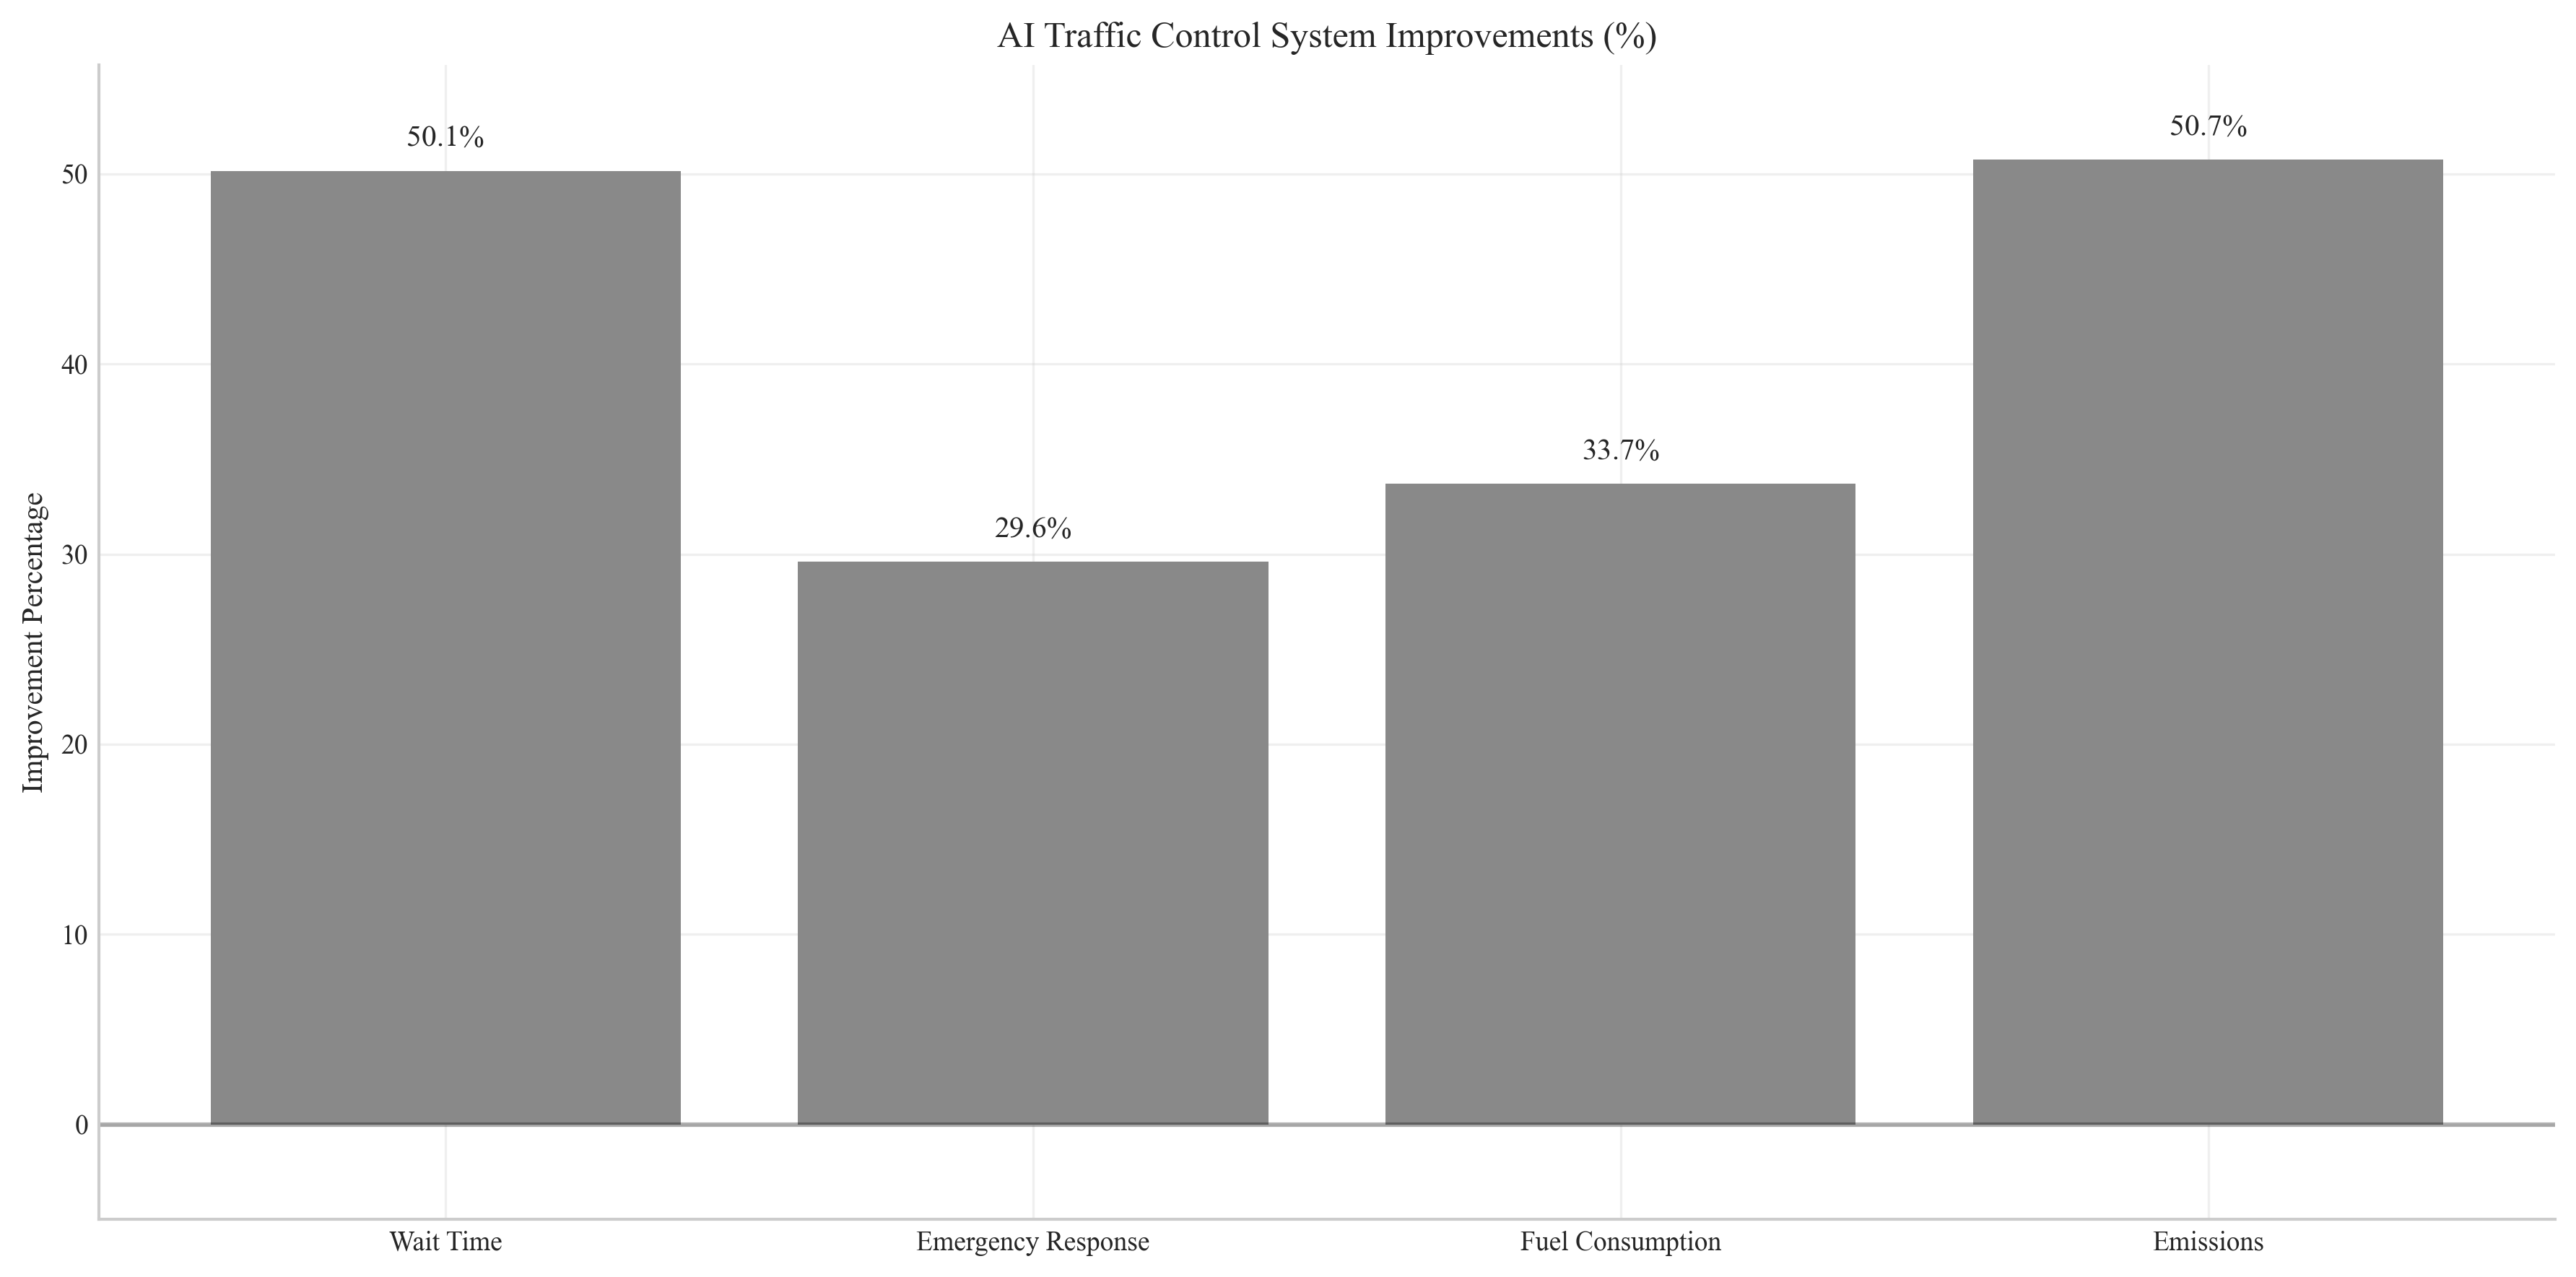 AI Traffic Control System Improvements (%)
Improvement Percentage
50
40
30
20
10
0
50.1%
29.6%
33.7%
50.7%
Wait Time
Emergency Response
Fuel Consumption
Emissions